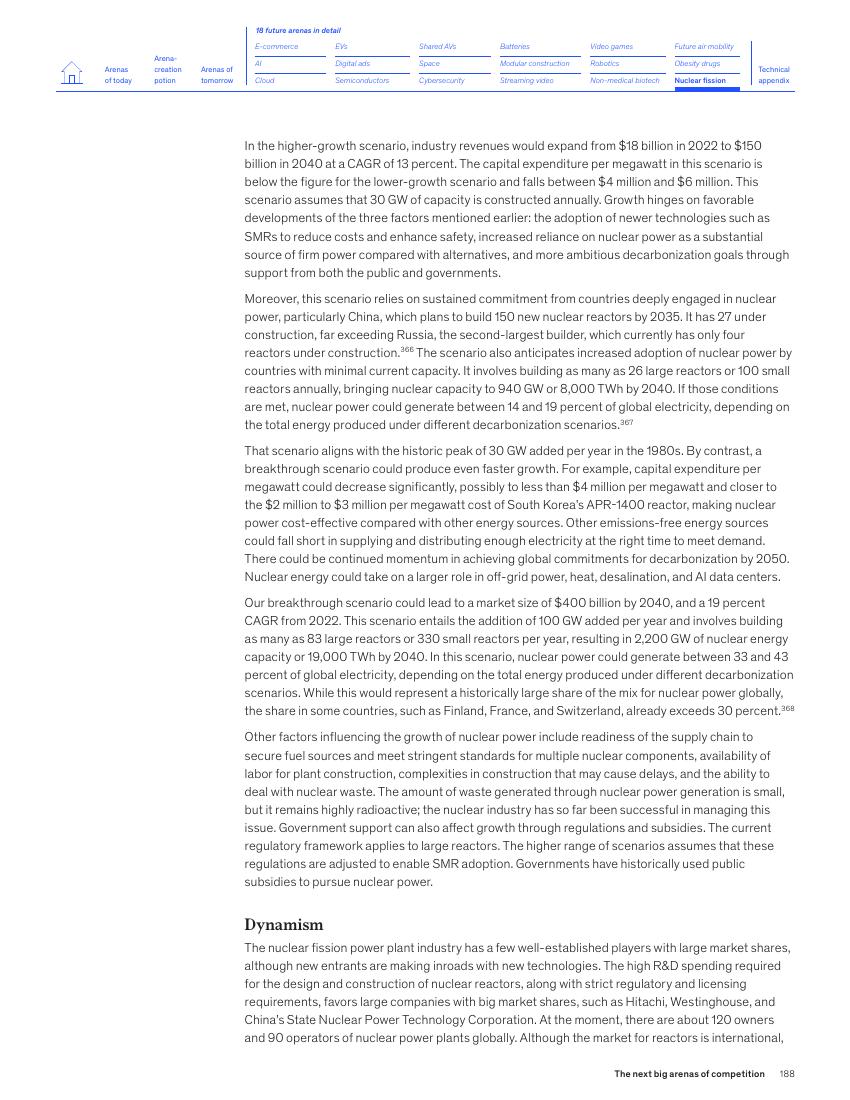 18 future arenas in detail
E-commerce EVs Shared AVs Batteries Video games Future air mobility
Arenas of today Arena-creation potion Arenas of tomorrow AI Digital ads Space Modular construction Robotics Obesity drugs Technical appendix
Cloud Semiconductors Cybersecurity Streaming video Non-medical biotech Nuclear fission
In the higher-growth scenario, industry revenues would expand from $18 billion in 2022 to $150
billion in 2040 at a CAGR of 13 percent. The capital expenditure per megawatt in this scenario is
below the figure for the lower-growth scenario and falls between $4 million and $6 million. This
scenario assumes that 30 GW of capacity is constructed annually. Growth hinges on favorable
developments of the three factors mentioned earlier: the adoption of newer technologies such as
SMRs to reduce costs and enhance safety, increased reliance on nuclear power as a substantial
source of firm power compared with alternatives, and more ambitious decarbonization goals through
support from both the public and governments.
Moreover, this scenario relies on sustained commitment from countries deeply engaged in nuclear
power, particularly China, which plans to build 150 new nuclear reactors by 2035. It has 27 under
construction, far exceeding Russia, the second-largest builder, which currently has only four
reactors under construction.366 The scenario also anticipates increased adoption of nuclear power by
countries with minimal current capacity. It involves building as many as 26 large reactors or 100 small
reactors annually, bringing nuclear capacity to 940 GW or 8,000 TWh by 2040. If those conditions
are met, nuclear power could generate between 14 and 19 percent of global electricity, depending on
the total energy produced under different decarbonization scenarios.367
That scenario aligns with the historic peak of 30 GW added per year in the 1980s. By contrast, a
breakthrough scenario could produce even faster growth. For example, capital expenditure per
megawatt could decrease significantly, possibly to less than $4 million per megawatt and closer to
the $2 million to $3 million per megawatt cost of South Korea's APR-1400 reactor, making nuclear
power cost-effective compared with other energy sources. Other emissions-free energy sources
could fall short in supplying and distributing enough electricity at the right time to meet demand.
There could be continued momentum in achieving global commitments for decarbonization by 2050.
Nuclear energy could take on a larger role in off-grid power, heat, desalination, and AI data centers.
Our breakthrough scenario could lead to a market size of $400 billion by 2040, and a 19 percent
CAGR from 2022. This scenario entails the addition of 100 GW added per year and involves building
as many as 83 large reactors or 330 small reactors per year, resulting in 2,200 GW of nuclear energy
capacity or 19,000 TWh by 2040. In this scenario, nuclear power could generate between 33 and 43
percent of global electricity, depending on the total energy produced under different decarbonization
scenarios. While this would represent a historically large share of the mix for nuclear power globally,
the share in some countries, such as Finland, France, and Switzerland, already exceeds 30 percent.368
Other factors influencing the growth of nuclear power include readiness of the supply chain to
secure fuel sources and meet stringent standards for multiple nuclear components, availability of
labor for plant construction, complexities in construction that may cause delays, and the ability to
deal with nuclear waste. The amount of waste generated through nuclear power generation is small,
but it remains highly radioactive; the nuclear industry has so far been successful in managing this
issue. Government support can also affect growth through regulations and subsidies. The current
regulatory framework applies to large reactors. The higher range of scenarios assumes that these
regulations are adjusted to enable SMR adoption. Governments have historically used public
subsidies to pursue nuclear power.
Dynamism
The nuclear fission power plant industry has a few well-established players with large market shares,
although new entrants are making inroads with new technologies. The high R&D spending required
for the design and construction of nuclear reactors, along with strict regulatory and licensing
requirements, favors large companies with big market shares, such as Hitachi, Westinghouse, and
China's State Nuclear Power Technology Corporation. At the moment, there are about 120 owners
and 90 operators of nuclear power plants globally. Although the market for reactors is international,
The next big arenas of competition 188